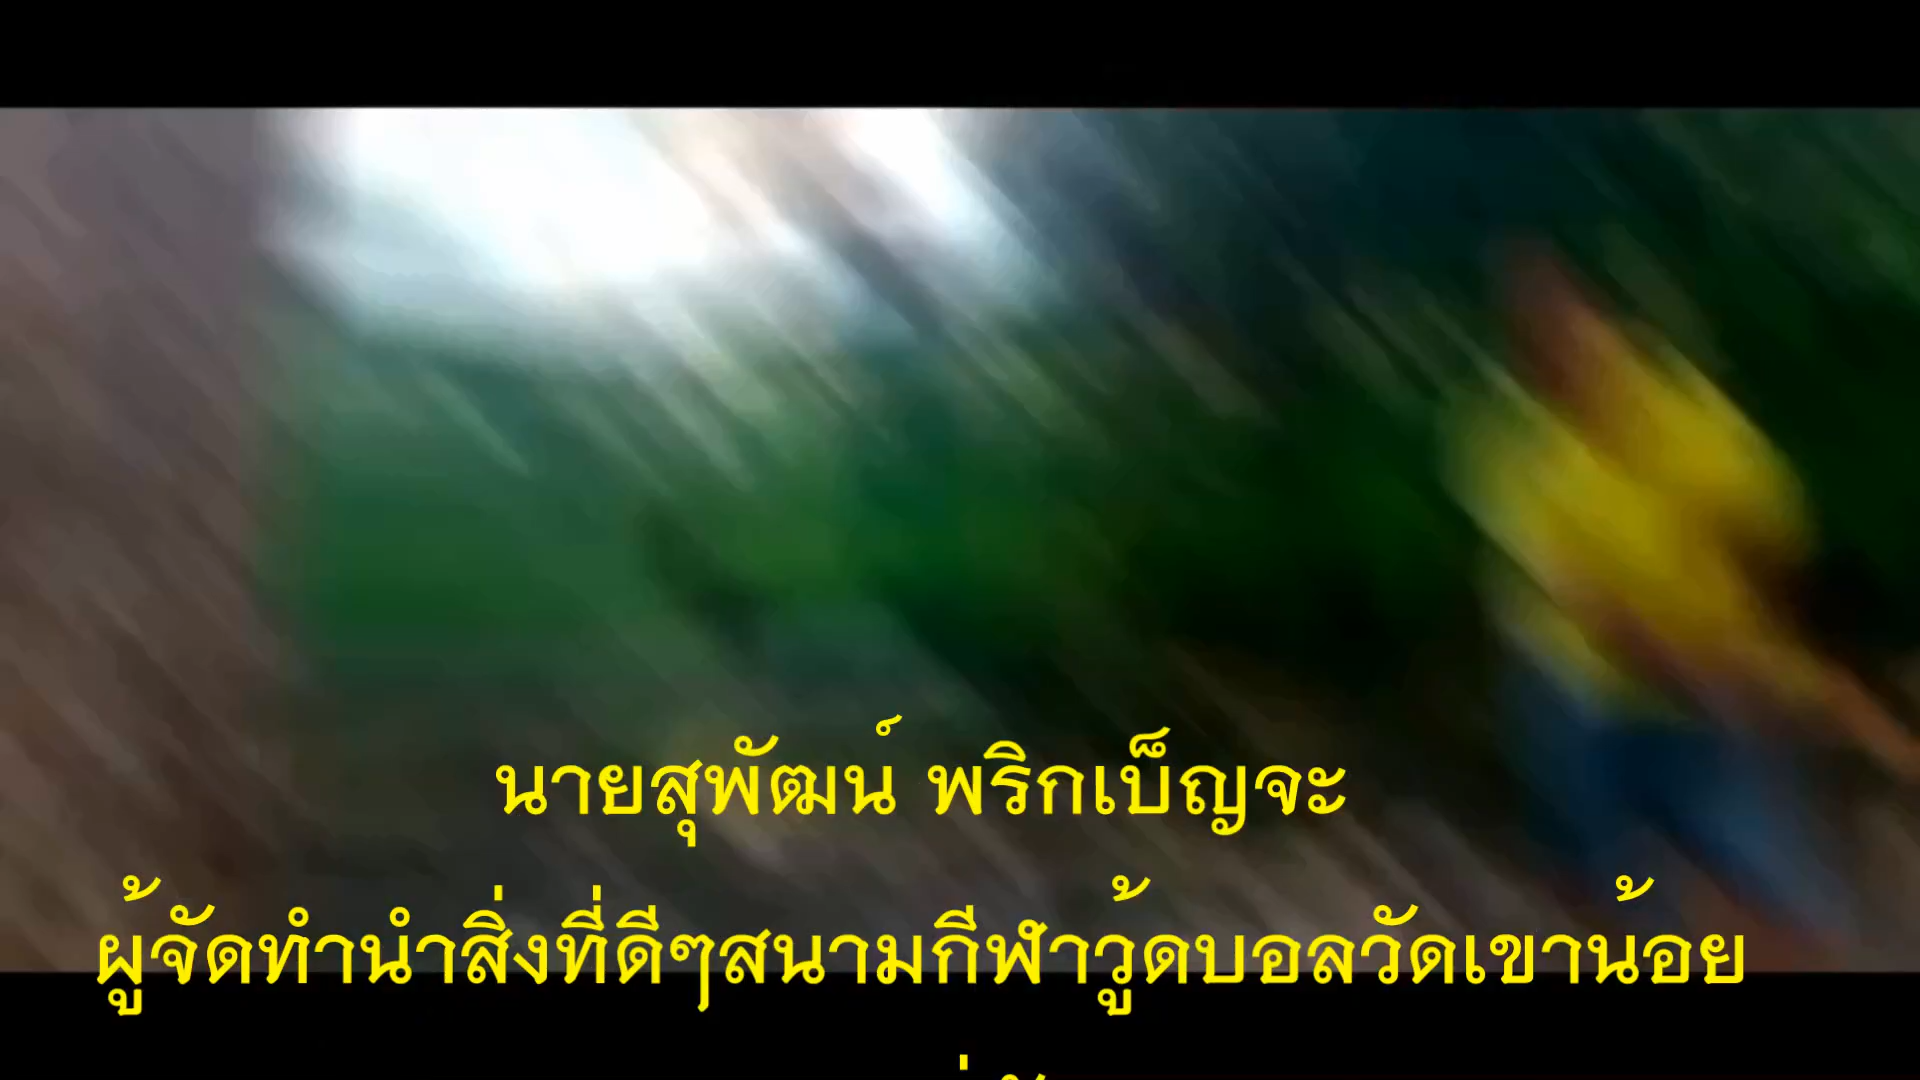 นายสุพัฒน์ พริกเบ็ญจะ
ผู้จัดทำนำสิ่งที่ดีๆสนามกีฬาวู้ดบอลวัดเขาน้อย